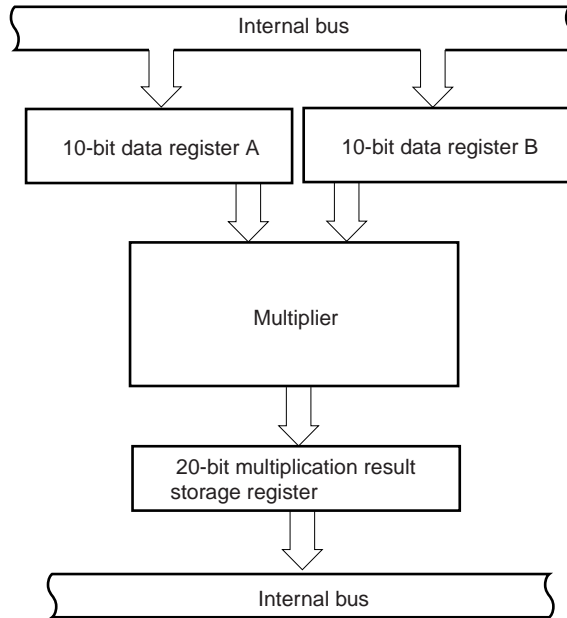 Internal bus
10-bit data register A
10-bit data register B
Multiplier
20-bit multiplication result
storage register
Internal bus